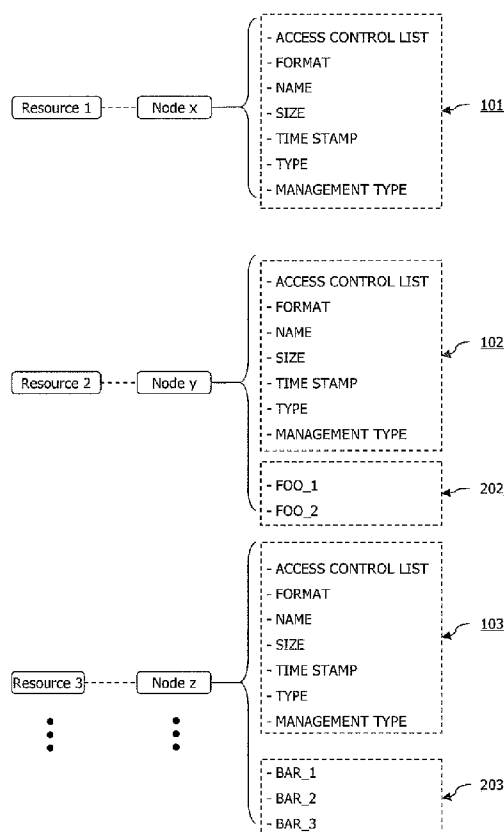 - ACCESS CONTROL LIST
- FORMAT
- NAME
- SIZE
- TIME STAMP
- TYPE
- MANAGEMENT TYPE
101
Resource 1
Node x
- ACCESS CONTROL LIST
- FORMAT
- NAME
- SIZE
- TIME STAMP
- TYPE
- MANAGEMENT TYPE
102
Resource 2
Node y
- FOO_1
- FOO_2
202
- ACCESS CONTROL LIST
- FORMAT
- NAME
- SIZE
- TIME STAMP
- TYPE
- MANAGEMENT TYPE
103
Resource 3
Node z
- BAR_1
- BAR_2
- BAR_3
203